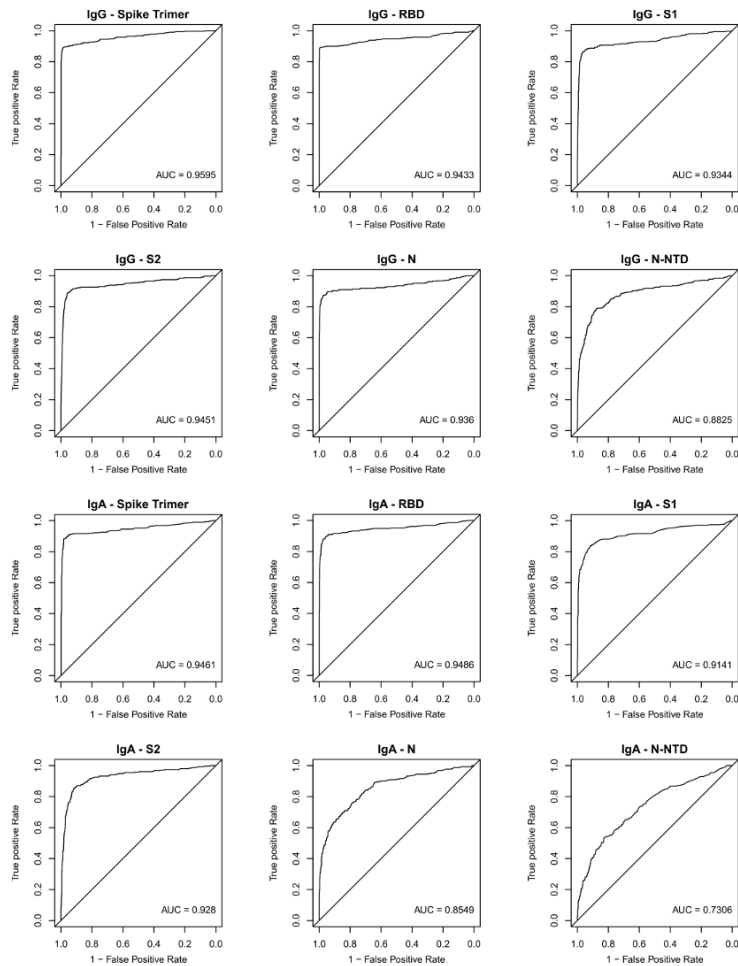 IgG - Spike Trimer
True positive Rate
1.0
0.8
0.6
0.4
0.2
0.0
AUC = 0.9595
1.0 0.8 0.6 0.4 0.2 0.0
1 − False Positive Rate
IgG - RBD
True positive Rate
1.0
0.8
0.6
0.4
0.2
0.0
AUC = 0.9433
1.0 0.8 0.6 0.4 0.2 0.0
1 − False Positive Rate
IgG - S1
True positive Rate
1.0
0.8
0.6
0.4
0.2
0.0
AUC = 0.9344
1.0 0.8 0.6 0.4 0.2 0.0
1 − False Positive Rate
IgG - S2
True positive Rate
1.0
0.8
0.6
0.4
0.2
0.0
AUC = 0.9451
1.0 0.8 0.6 0.4 0.2 0.0
1 − False Positive Rate
IgG - N
True positive Rate
1.0
0.8
0.6
0.4
0.2
0.0
AUC = 0.936
1.0 0.8 0.6 0.4 0.2 0.0
1 − False Positive Rate
IgG - N-NTD
True positive Rate
1.0
0.8
0.6
0.4
0.2
0.0
AUC = 0.8825
1.0 0.8 0.6 0.4 0.2 0.0
1 − False Positive Rate
IgA - Spike Trimer
True positive Rate
1.0
0.8
0.6
0.4
0.2
0.0
AUC = 0.9461
1.0 0.8 0.6 0.4 0.2 0.0
1 − False Positive Rate
IgA - RBD
True positive Rate
1.0
0.8
0.6
0.4
0.2
0.0
AUC = 0.9486
1.0 0.8 0.6 0.4 0.2 0.0
1 − False Positive Rate
IgA - S1
True positive Rate
1.0
0.8
0.6
0.4
0.2
0.0
AUC = 0.9141
1.0 0.8 0.6 0.4 0.2 0.0
1 − False Positive Rate
IgA - S2
True positive Rate
1.0
0.8
0.6
0.4
0.2
0.0
AUC = 0.928
1.0 0.8 0.6 0.4 0.2 0.0
1 − False Positive Rate
IgA - N
True positive Rate
1.0
0.8
0.6
0.4
0.2
0.0
AUC = 0.8549
1.0 0.8 0.6 0.4 0.2 0.0
1 − False Positive Rate
IgA - N-NTD
True positive Rate
1.0
0.8
0.6
0.4
0.2
0.0
AUC = 0.7306
1.0 0.8 0.6 0.4 0.2 0.0
1 − False Positive Rate